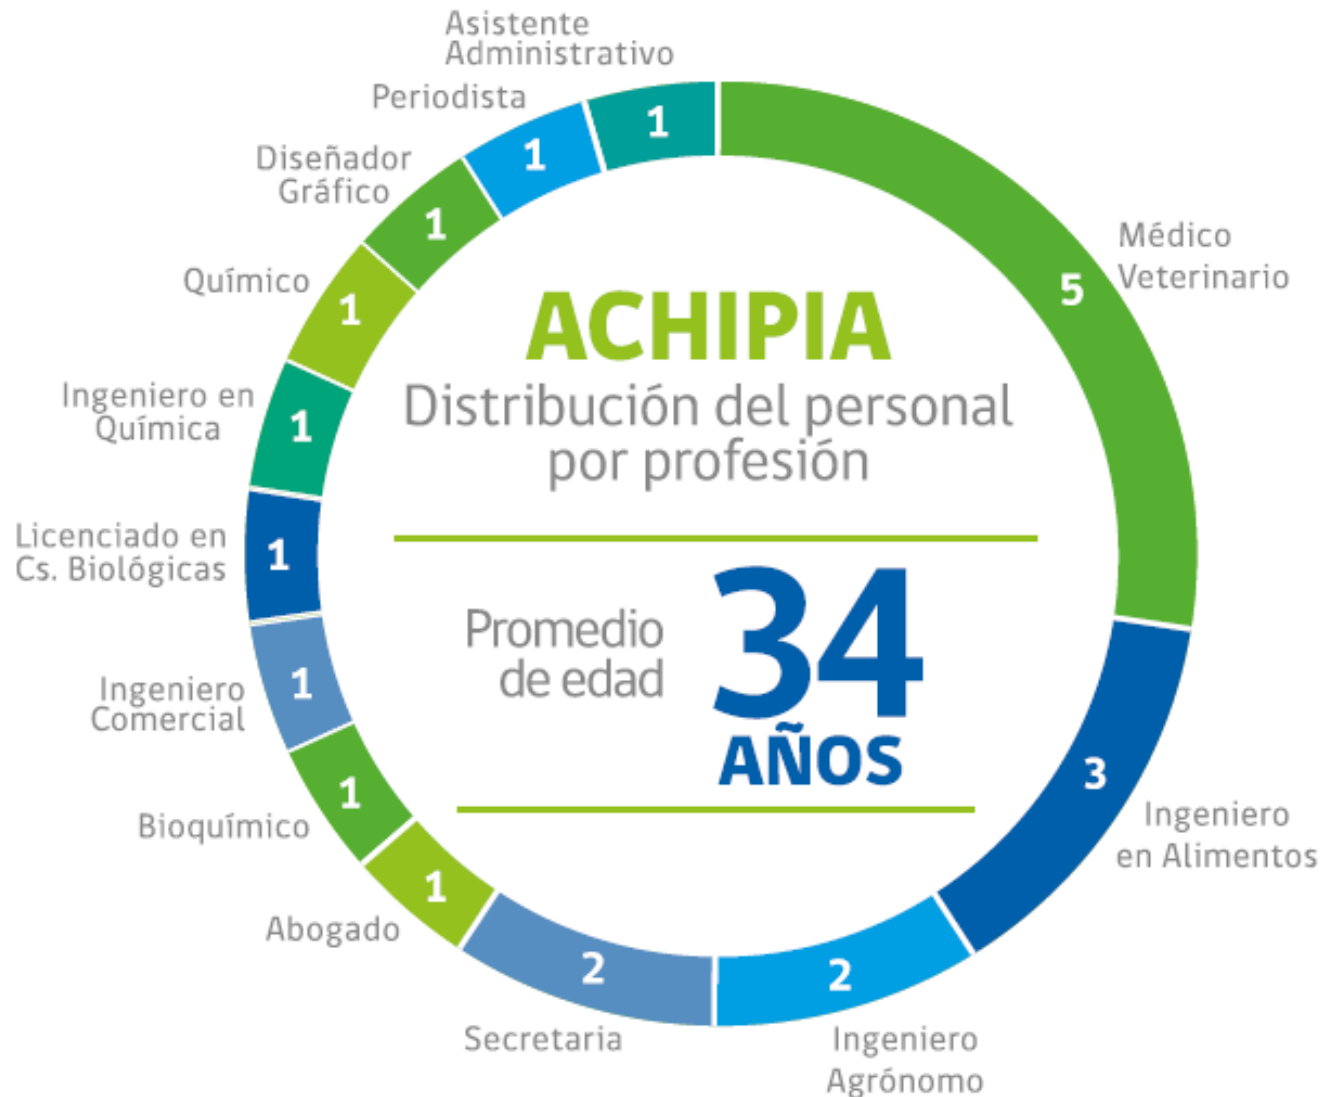 Asistente
Administrativo
1
Periodista
1
Diseñador
Gráfico
1
Químico
1
Ingeniero en
Química
1
Licenciado en
Cs. Biológicas
1
Ingeniero
Comercial
1
Bioquímico
1
Abogado
1
Secretaria
2
Ingeniero
Agrónomo
2
Ingeniero
en Alimentos
3
Médico
Veterinario
5
ACHIPIA
Distribución del personal
por profesión
Promedio
de edad
34
AÑOS